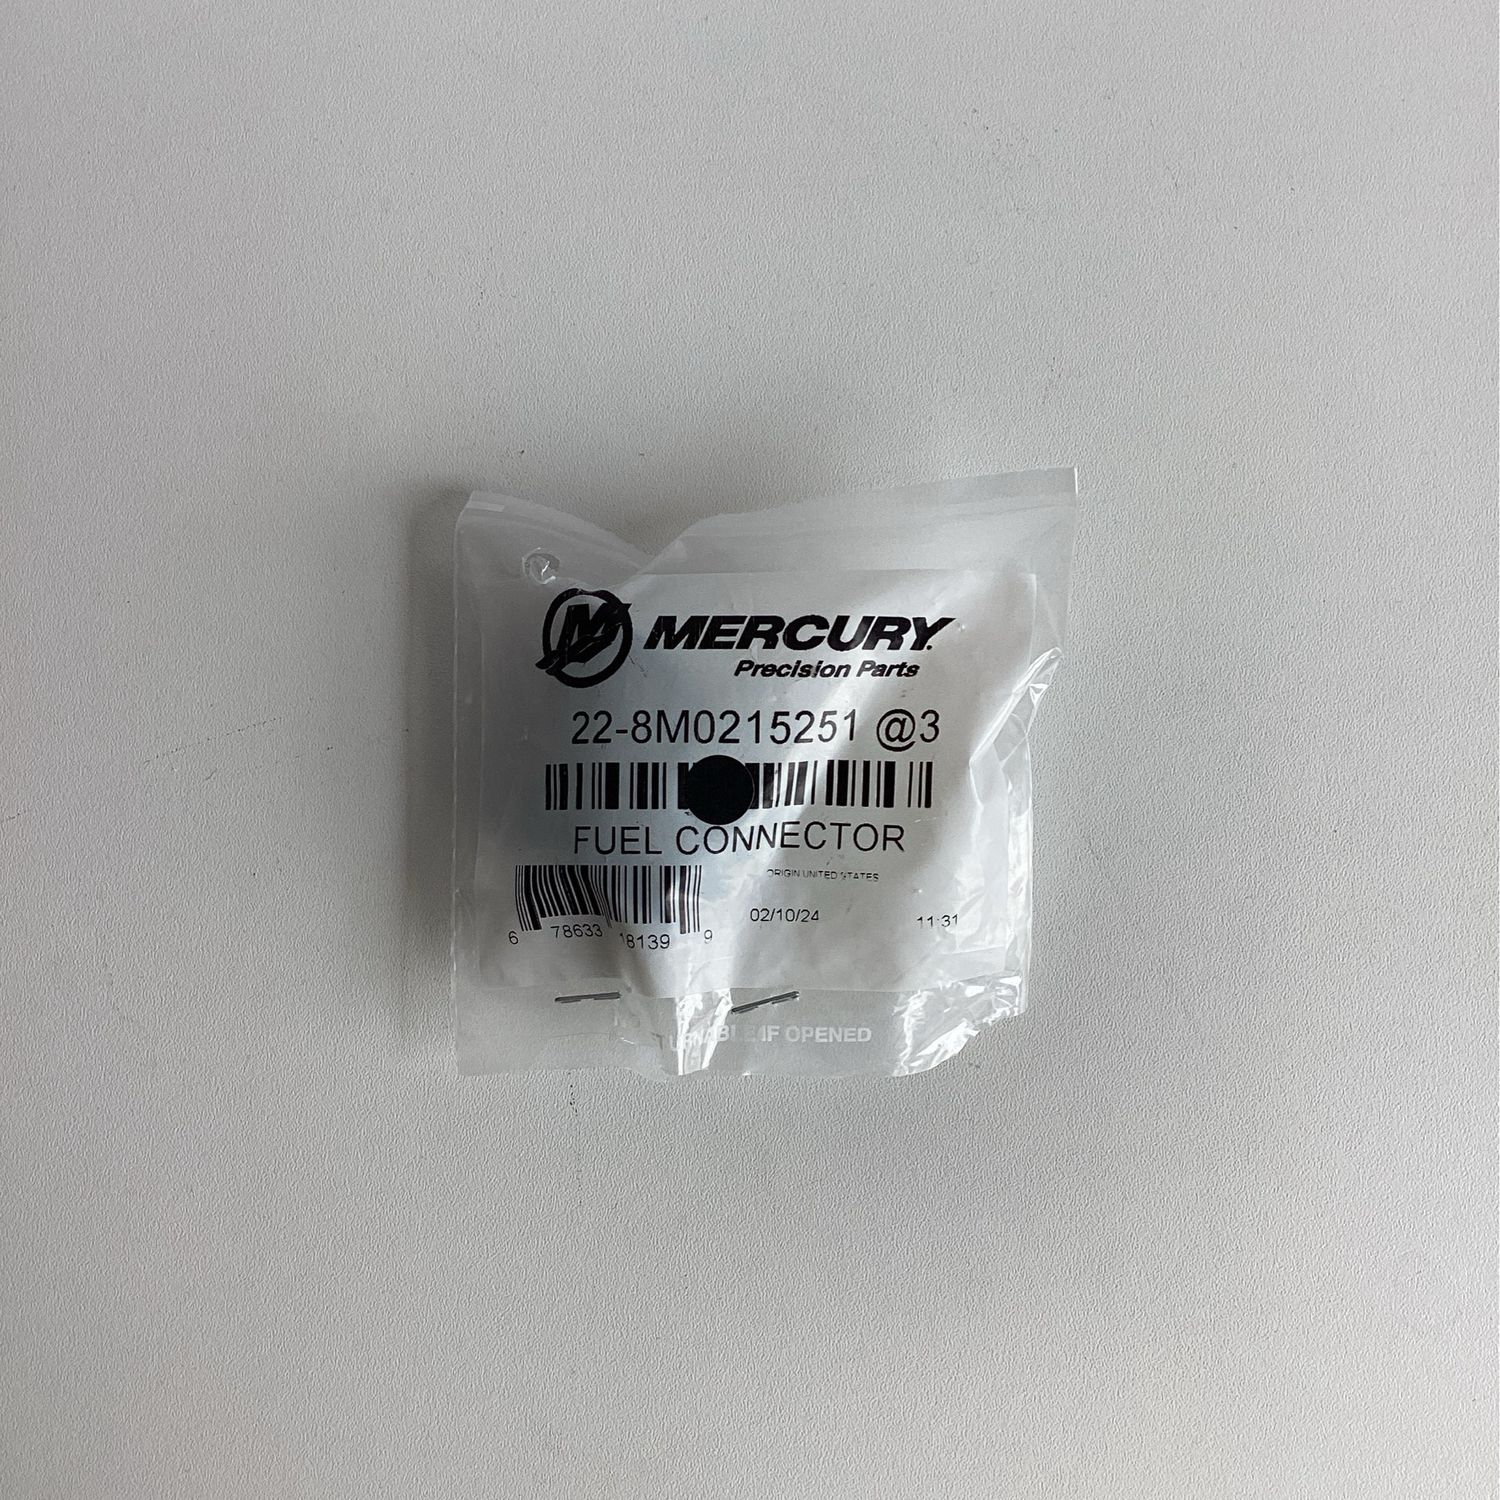 MERCURY
Precision Parts
22-8M0215251 @3
FUEL CONNECTOR
ORIGIN UNITED STATES
02/10/24 11:31
6 78633 18139 9
IF OPENED